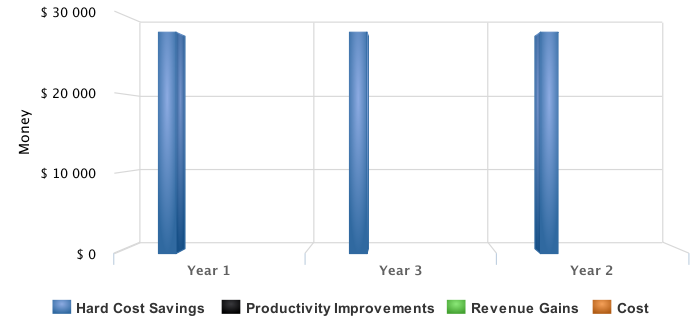 $ 30 000
$ 20 000
$ 10 000
$ 0
Money
Year 1
Year 3
Year 2
Hard Cost Savings
Productivity Improvements
Revenue Gains
Cost